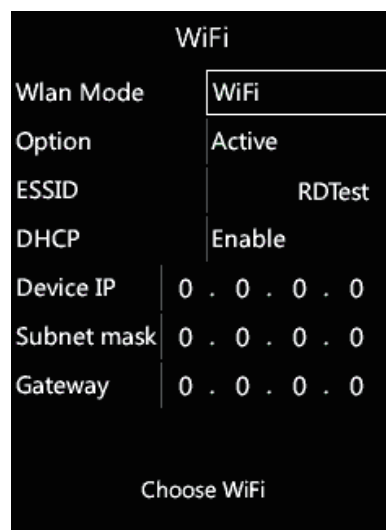 WiFi
Wlan Mode WiFi
Option Active
ESSID RDTest
DHCP Enable
Device IP 0 . 0 . 0 . 0
Subnet mask 0 . 0 . 0 . 0
Gateway 0 . 0 . 0 . 0
Choose WiFi